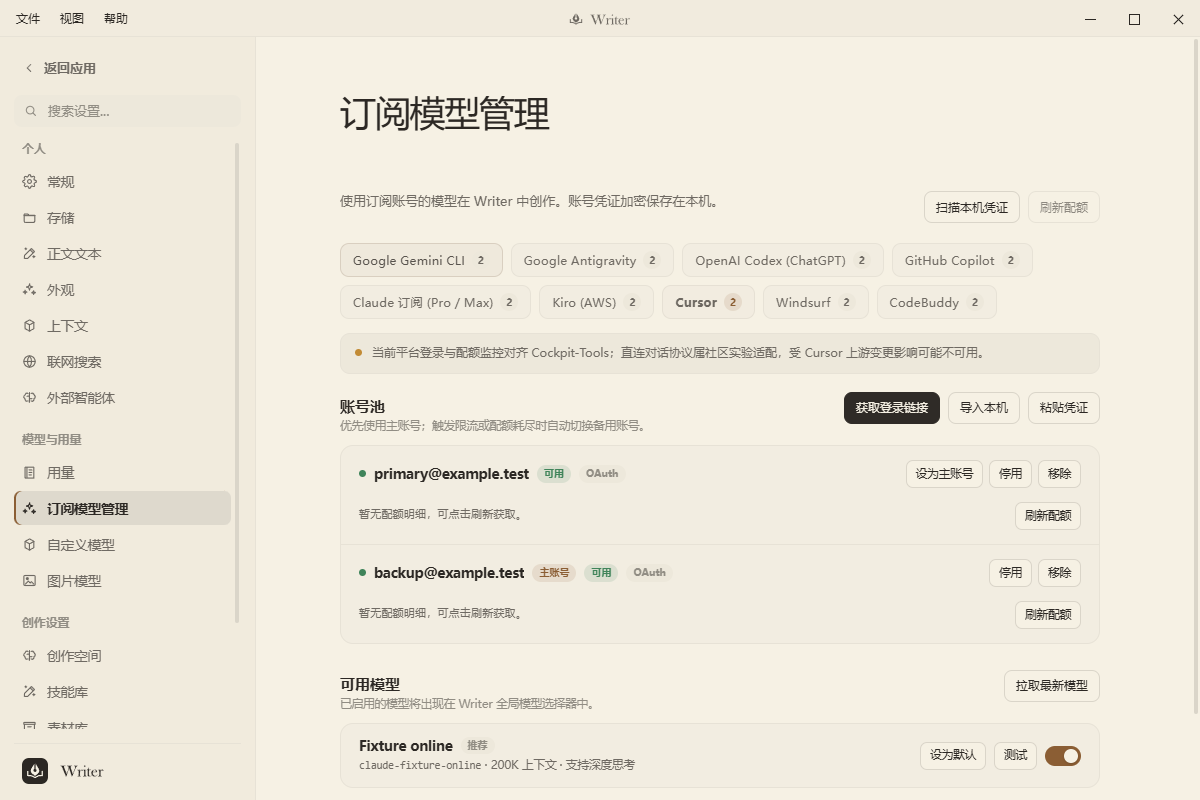 文件 视图 帮助 Writer
返回应用
搜索设置...
个人
常规
存储
正文文本
外观
上下文
联网搜索
外部智能体
模型与用量
用量
订阅模型管理
自定义模型
图片模型
创作设置
创作空间
技能库
素材库
Writer
订阅模型管理
使用订阅账号的模型在 Writer 中创作。账号凭证加密保存在本机。
扫描本机凭证 刷新配额
Google Gemini CLI 2 Google Antigravity 2 OpenAI Codex (ChatGPT) 2 GitHub Copilot 2
Claude 订阅 (Pro / Max) 2 Kiro (AWS) 2 Cursor 2 Windsurf 2 CodeBuddy 2
当前平台登录与配额监控对齐 Cockpit-Tools；直连对话协议属社区实验适配，受 Cursor 上游变更影响可能不可用。
账号池
优先使用主账号；触发限流或配额耗尽时自动切换备用账号。
获取登录链接 导入本机 粘贴凭证
primary@example.test 可用 OAuth 设为主账号 停用 移除
暂无配额明细，可点击刷新获取。 刷新配额
backup@example.test 主账号 可用 OAuth 停用 移除
暂无配额明细，可点击刷新获取。 刷新配额
可用模型
已启用的模型将出现在 Writer 全局模型选择器中。
拉取最新模型
Fixture online 推荐
claude-fixture-online · 200K 上下文 · 支持深度思考
设为默认 测试